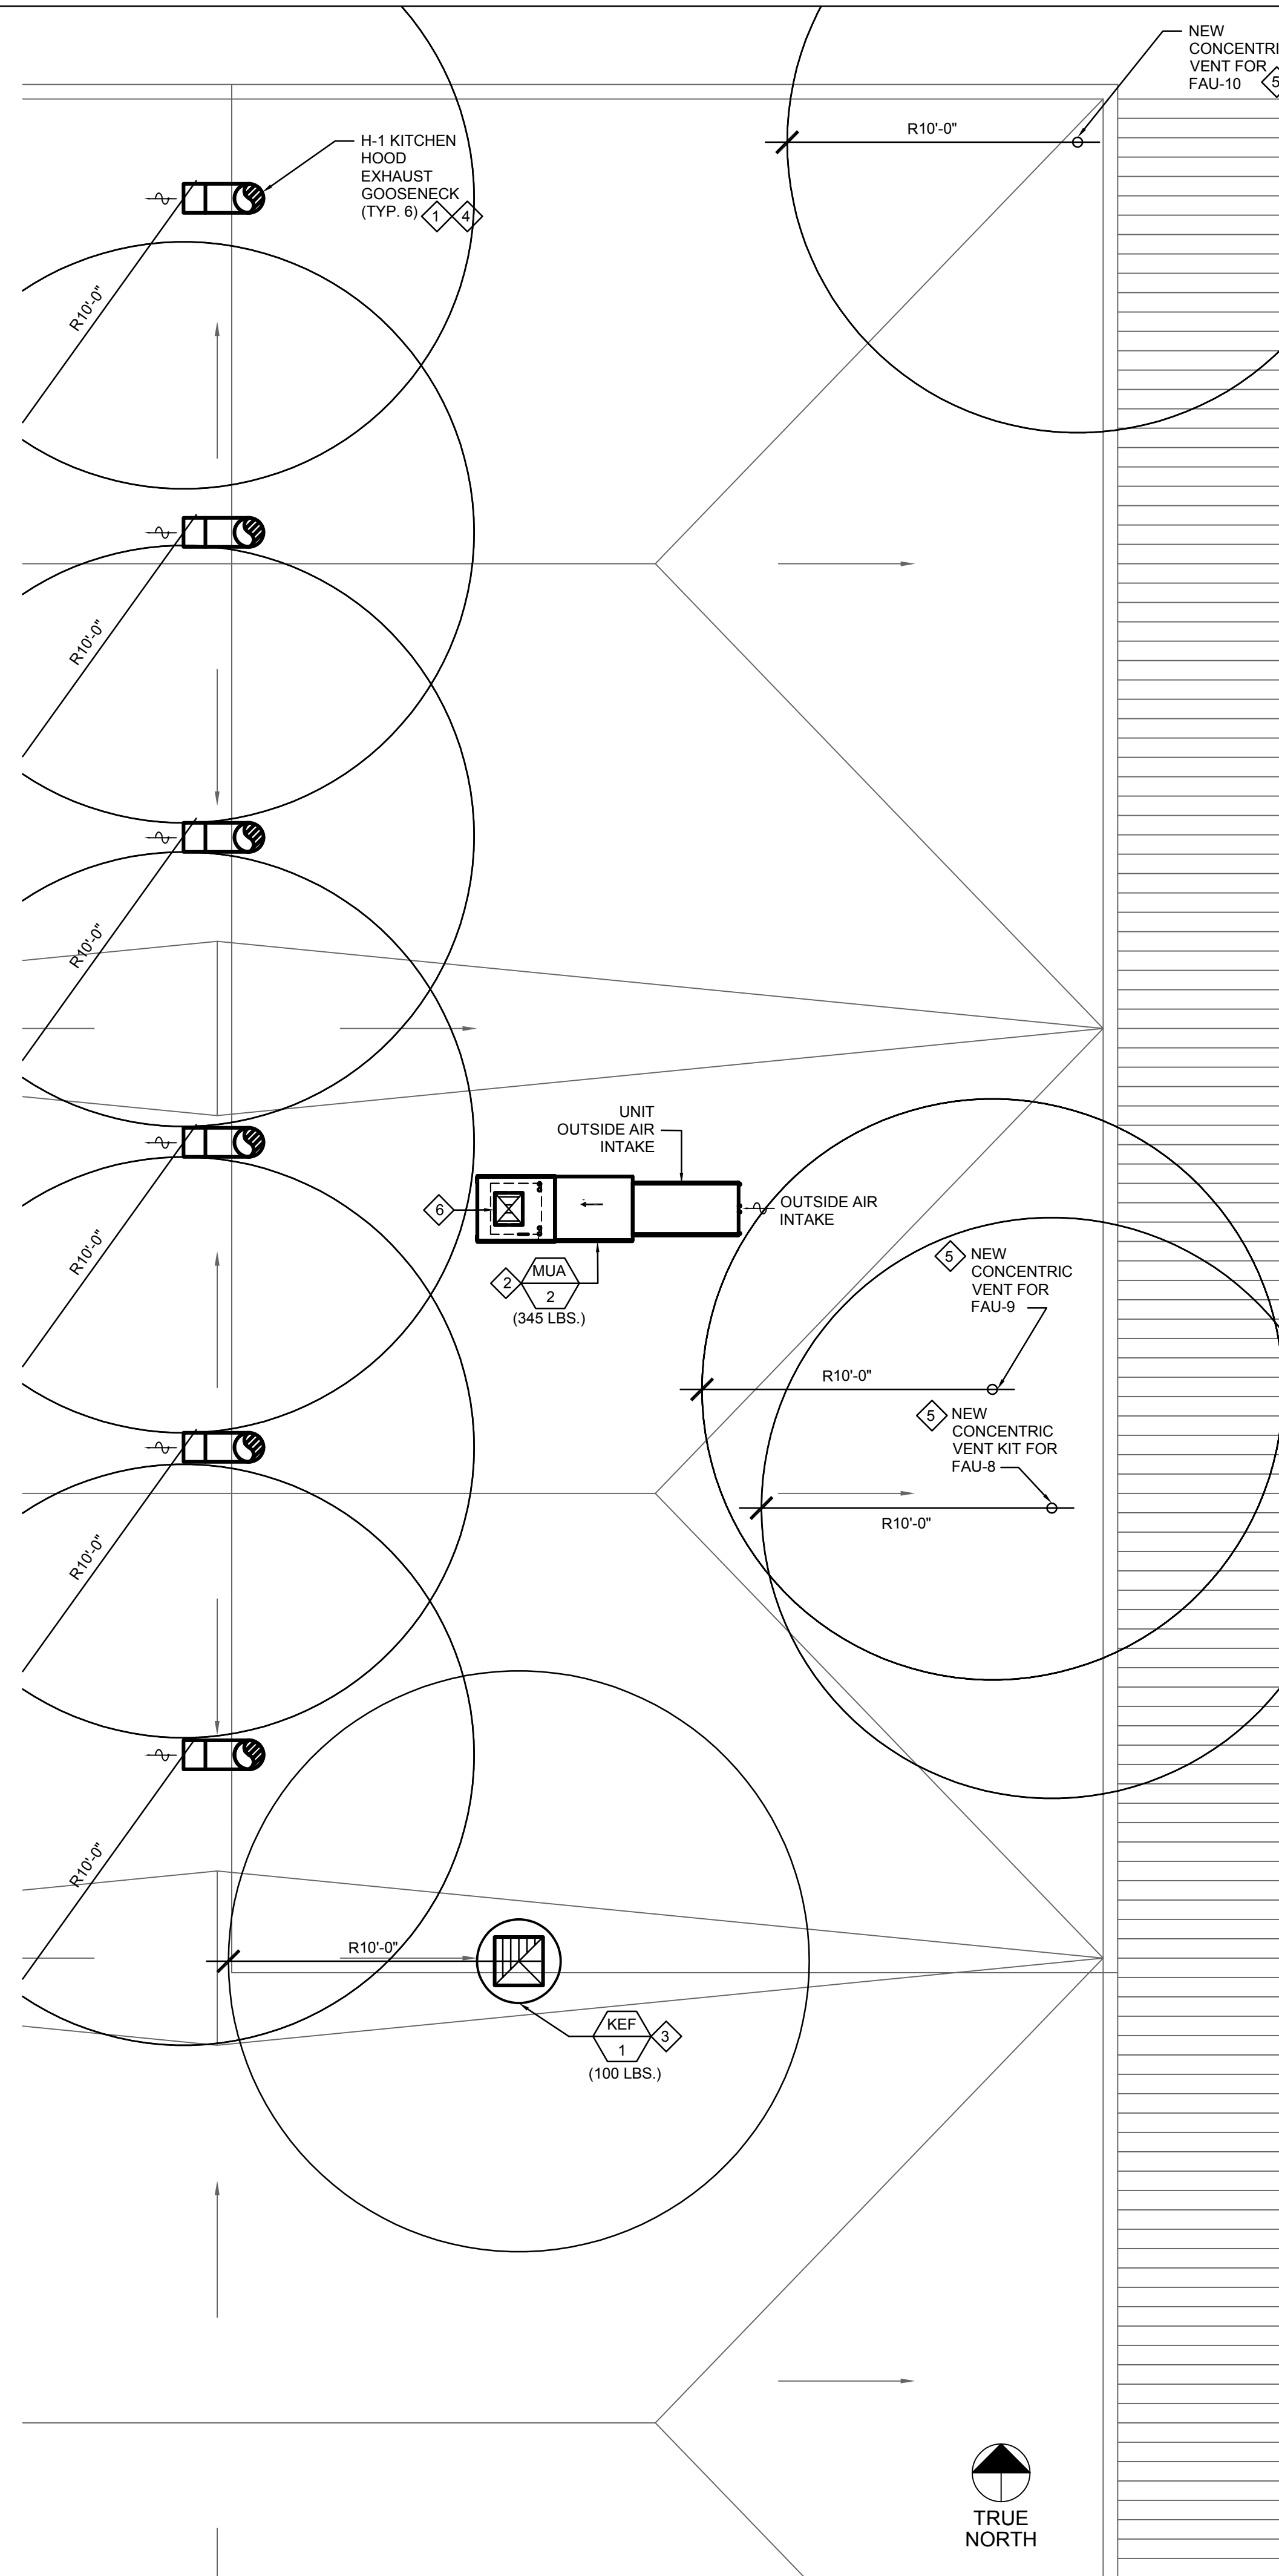 NEW
CONCENTRI
VENT FOR
FAU-10 5
R10'-0"
H-1 KITCHEN
HOOD
EXHAUST
GOOSENECK
(TYP. 6) 1 4
R10'-0"
R10'-0"
R10'-0"
UNIT
OUTSIDE AIR
INTAKE
OUTSIDE AIR
INTAKE
6
2 MUA
2
(345 LBS.)
R10'-0"
5 NEW
CONCENTRIC
VENT FOR
FAU-9
R10'-0"
5 NEW
CONCENTRIC
VENT KIT FOR
FAU-8
R10'-0"
R10'-0"
R10'-0"
R10'-0"
KEF 3
1
(100 LBS.)
TRUE
NORTH